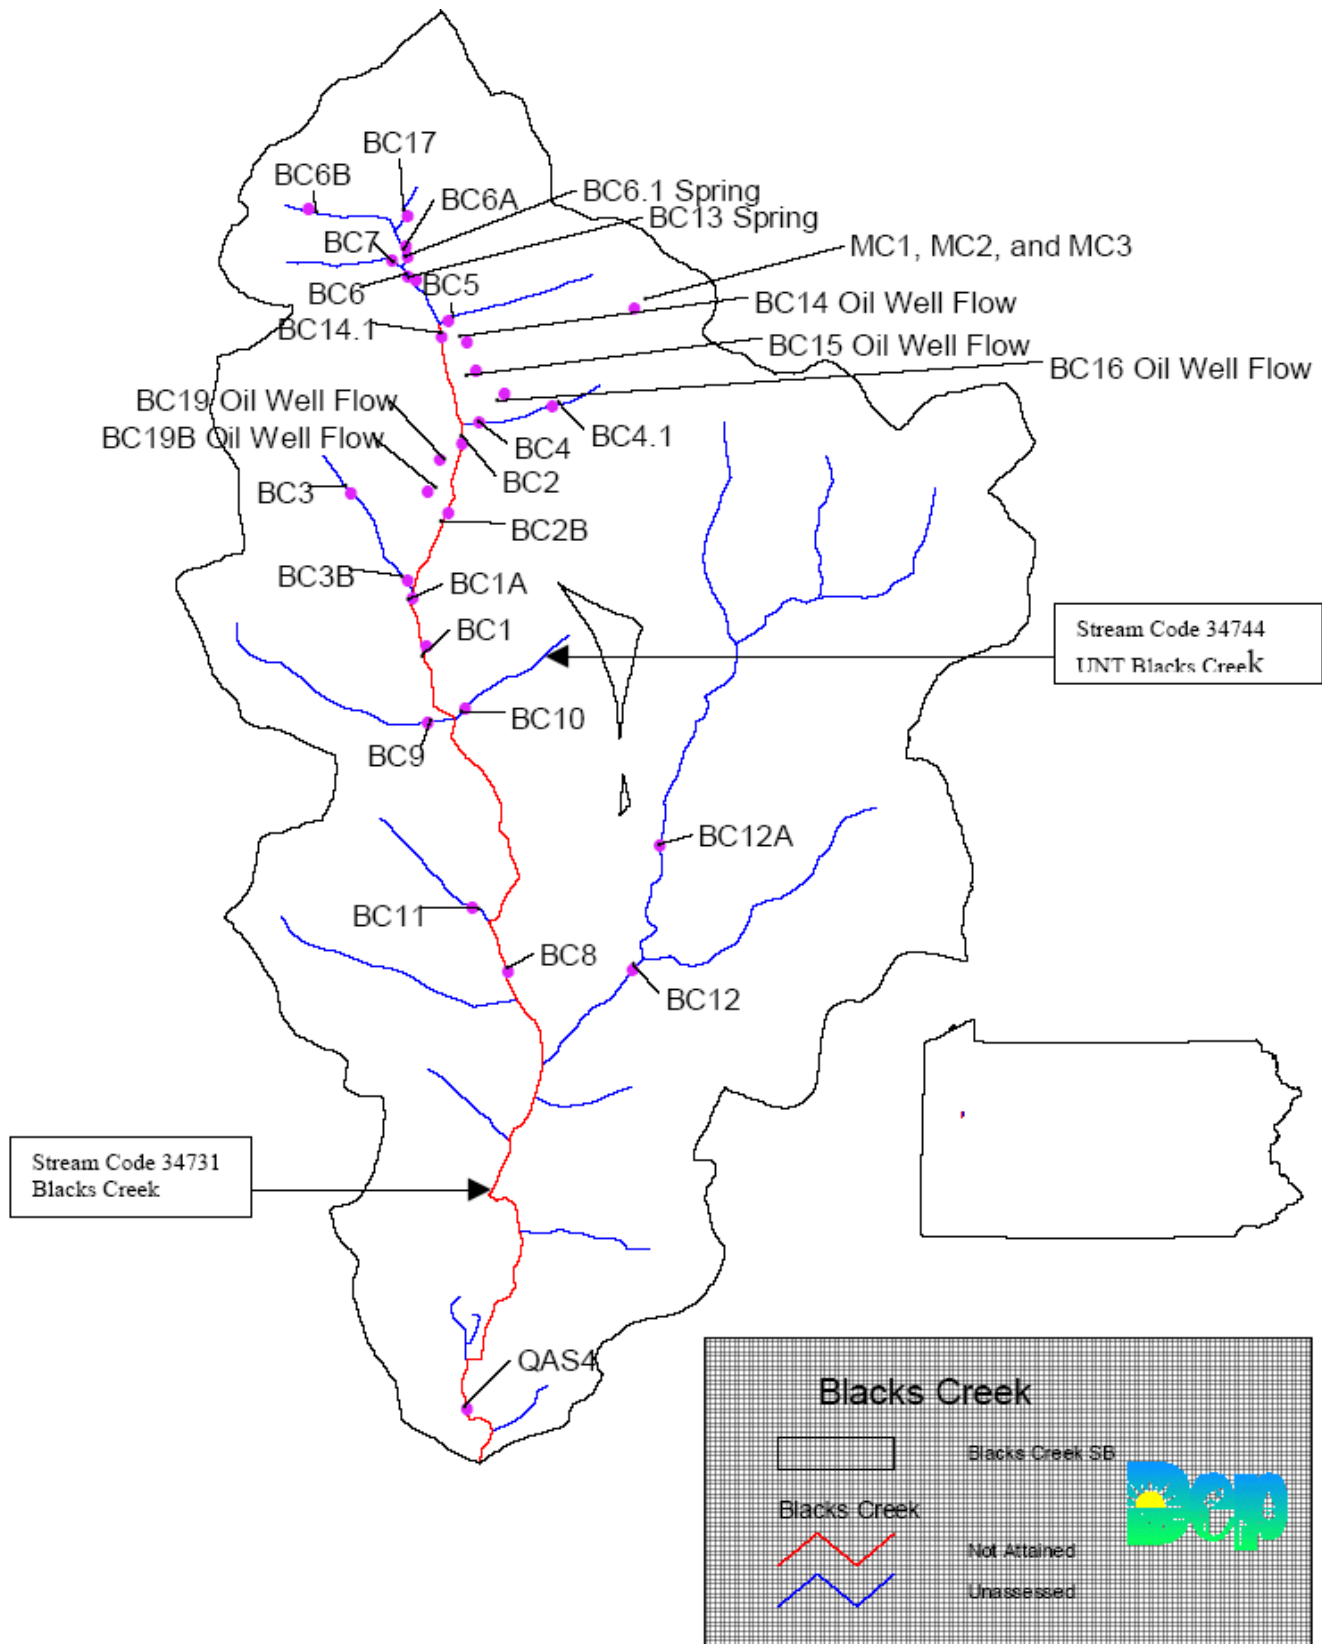 BC17
BC6B
BC6A
BC6.1 Spring
BC13 Spring
BC7
MC1, MC2, and MC3
BC6
BC5
BC14 Oil Well Flow
BC14.1
BC15 Oil Well Flow
BC16 Oil Well Flow
BC19 Oil Well Flow
BC19B Oil Well Flow
BC4
BC4.1
BC2
BC3
BC2B
BC3B
BC1A
BC1
Stream Code 34744
UNT Blacks Creek
BC10
BC9
BC12A
BC11
BC8
BC12
Stream Code 34731
Blacks Creek
QAS4
Blacks Creek
Blacks Creek SB
Dep
Blacks Creek
Not Attained
Unassessed